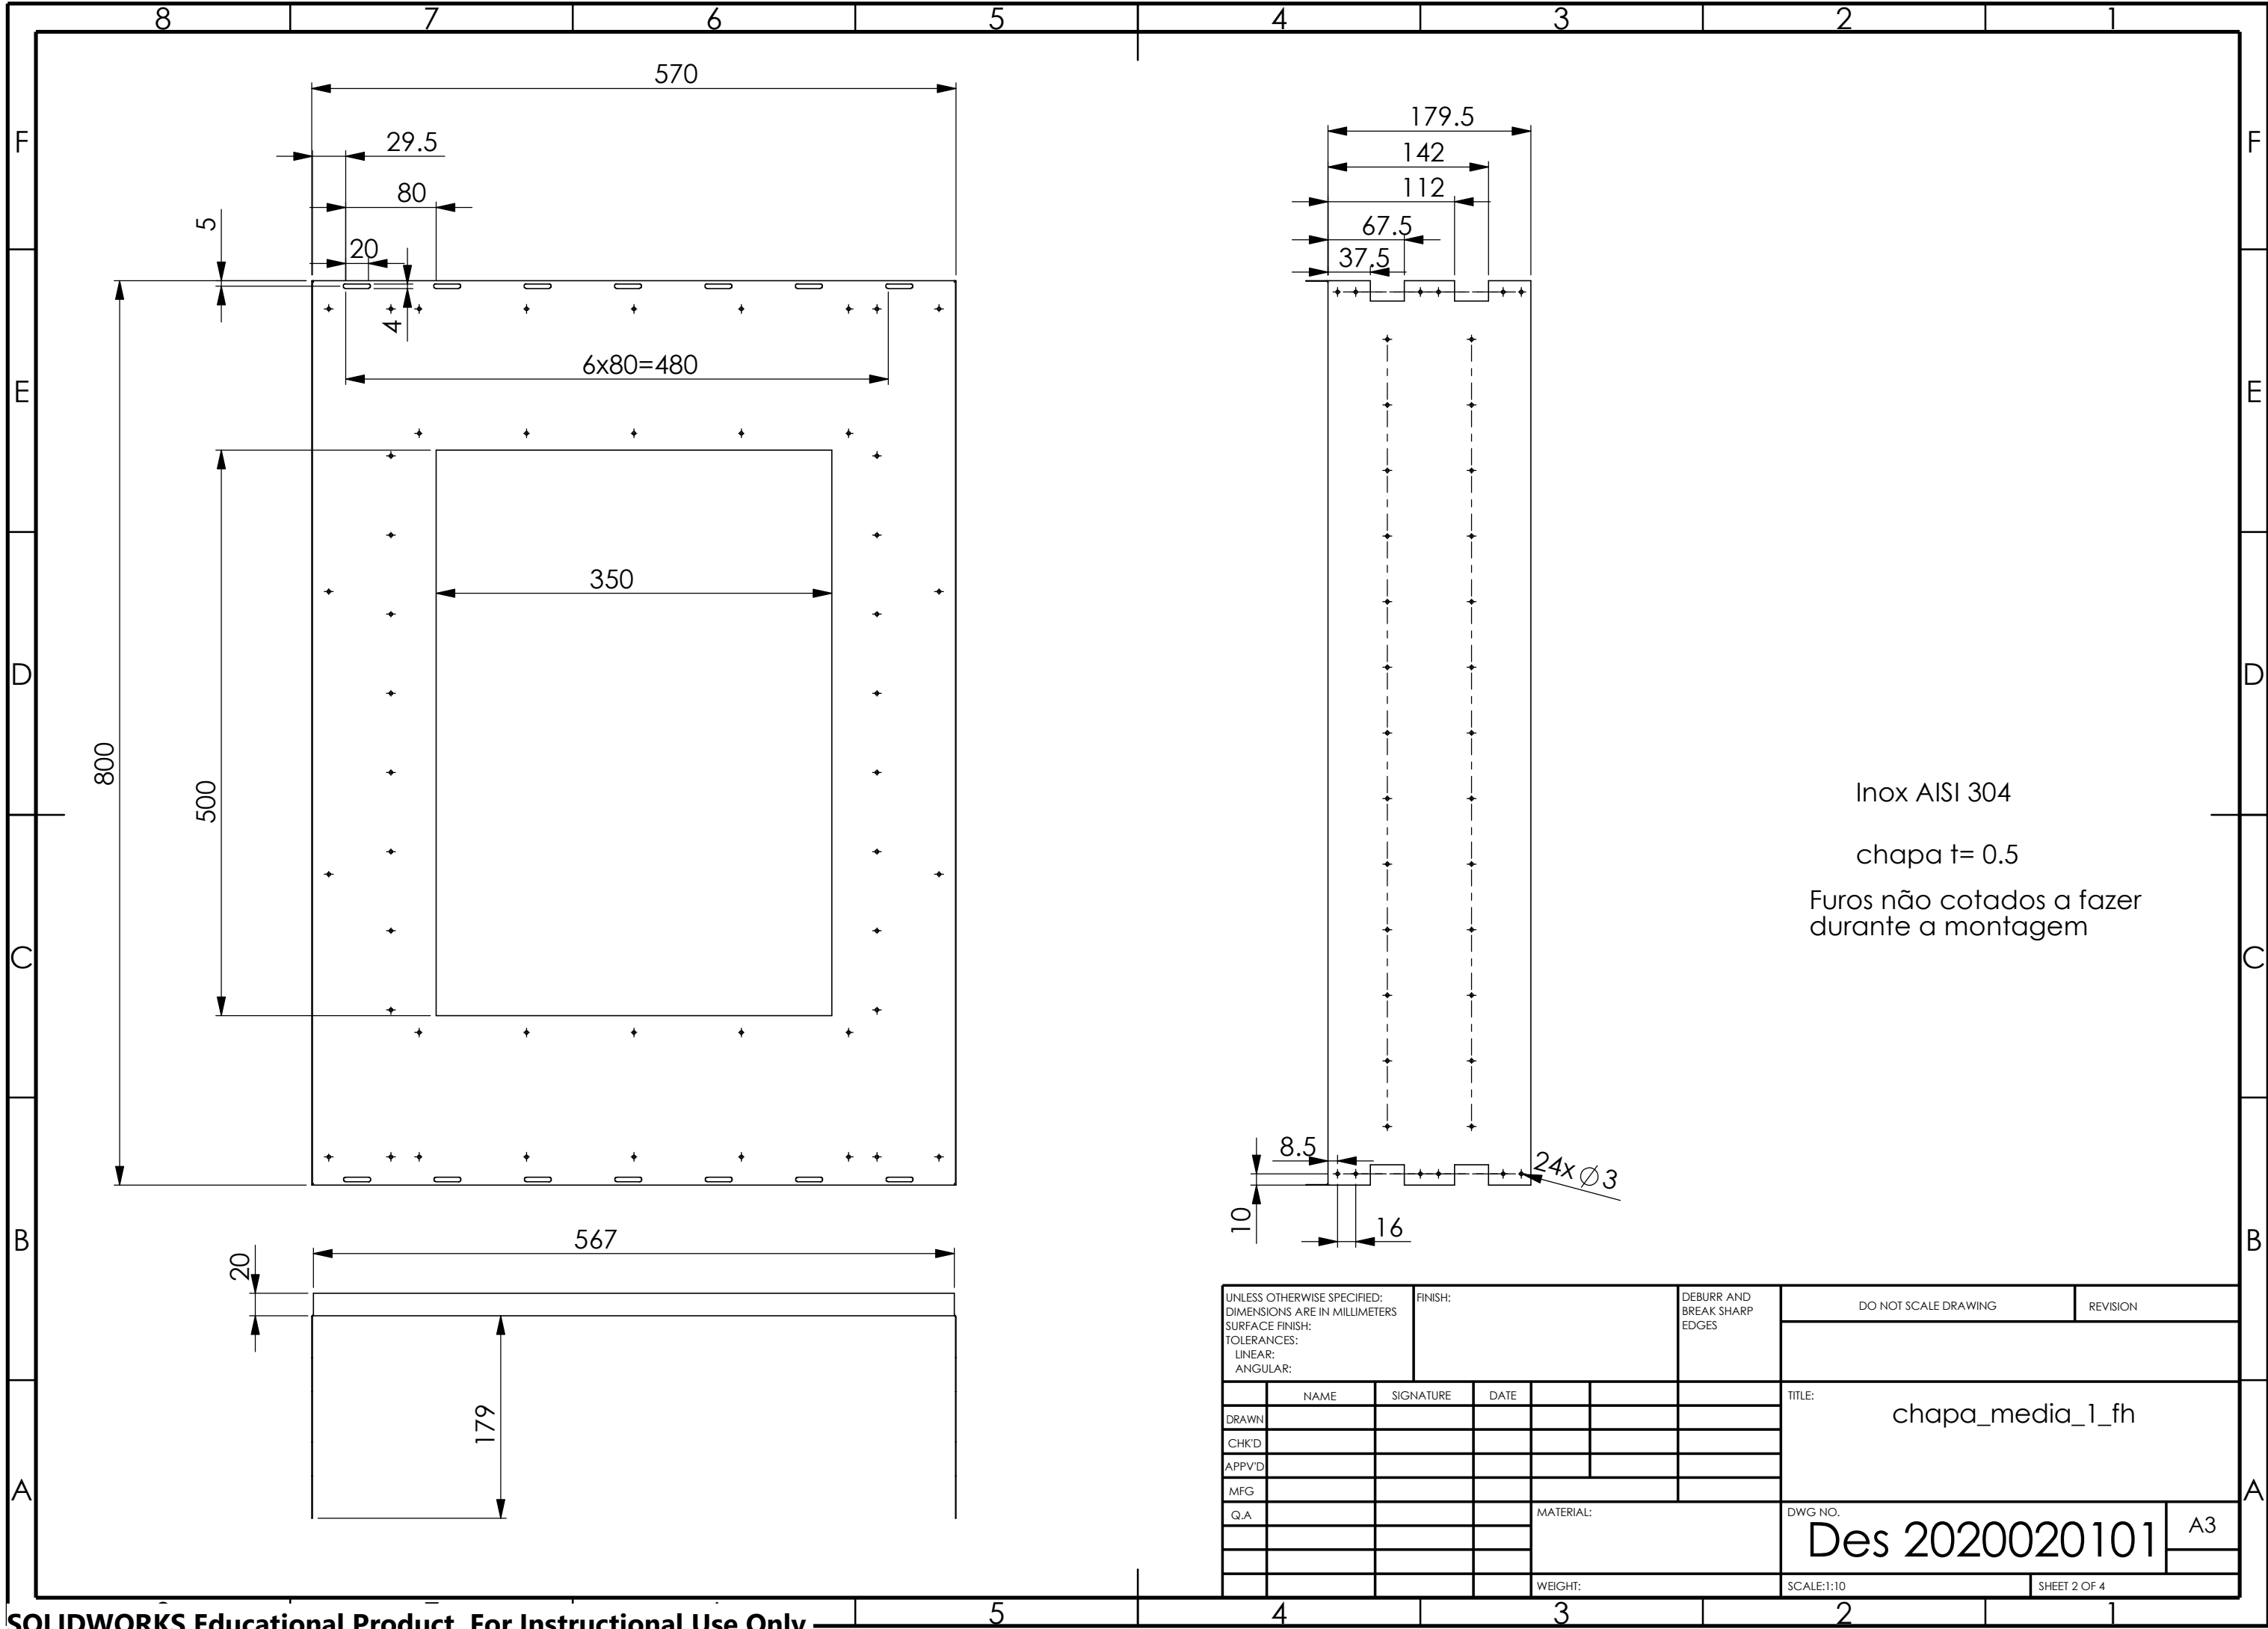 8 7 6 5 4 3 2 1
F F
E E
D D
C C
B B
A A
570
29.5
80
5
20
4
6x80=480
800
500
350
567
20
179
179.5
142
112
67.5
37.5
8.5
10
16
24x Ø 3
Inox AISI 304
chapa t= 0.5
Furos não cotados a fazer
durante a montagem
UNLESS OTHERWISE SPECIFIED:
DIMENSIONS ARE IN MILLIMETERS
SURFACE FINISH:
TOLERANCES:
LINEAR:
ANGULAR:
FINISH:
DEBURR AND
BREAK SHARP
EDGES
DO NOT SCALE DRAWING
REVISION
NAME SIGNATURE DATE
DRAWN
CHK'D
APPV'D
MFG
Q.A
TITLE:
chapa_media_1_fh
MATERIAL:
DWG NO.
Des 2020020101
A3
WEIGHT:
SCALE:1:10
SHEET 2 OF 4
5 4 3 2 1
SOLIDWORKS Educational Product. For Instructional Use Only.